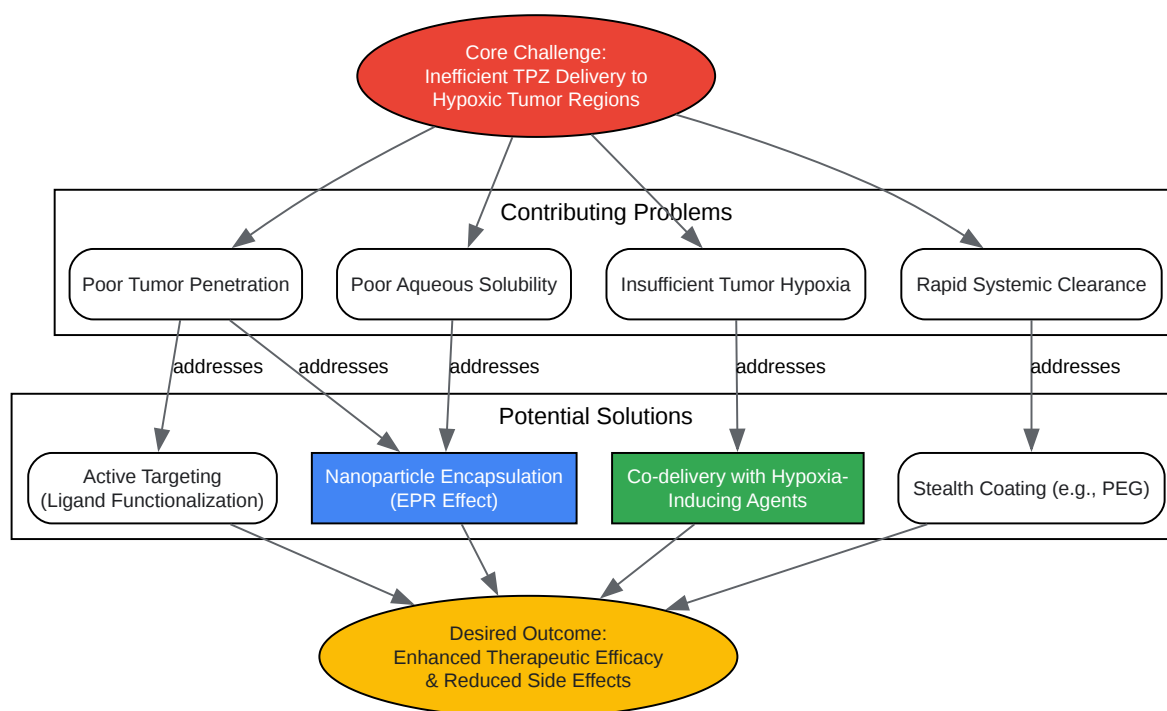 Core Challenge:
Inefficient TPZ Delivery to
Hypoxic Tumor Regions
Contributing Problems
Poor Tumor Penetration
Poor Aqueous Solubility
Insufficient Tumor Hypoxia
Rapid Systemic Clearance
addresses
addresses
addresses
addresses
addresses
Potential Solutions
Active Targeting
(Ligand Functionalization)
Nanoparticle Encapsulation
(EPR Effect)
Co-delivery with Hypoxia-
Inducing Agents
Stealth Coating (e.g., PEG)
Desired Outcome:
Enhanced Therapeutic Efficacy
& Reduced Side Effects